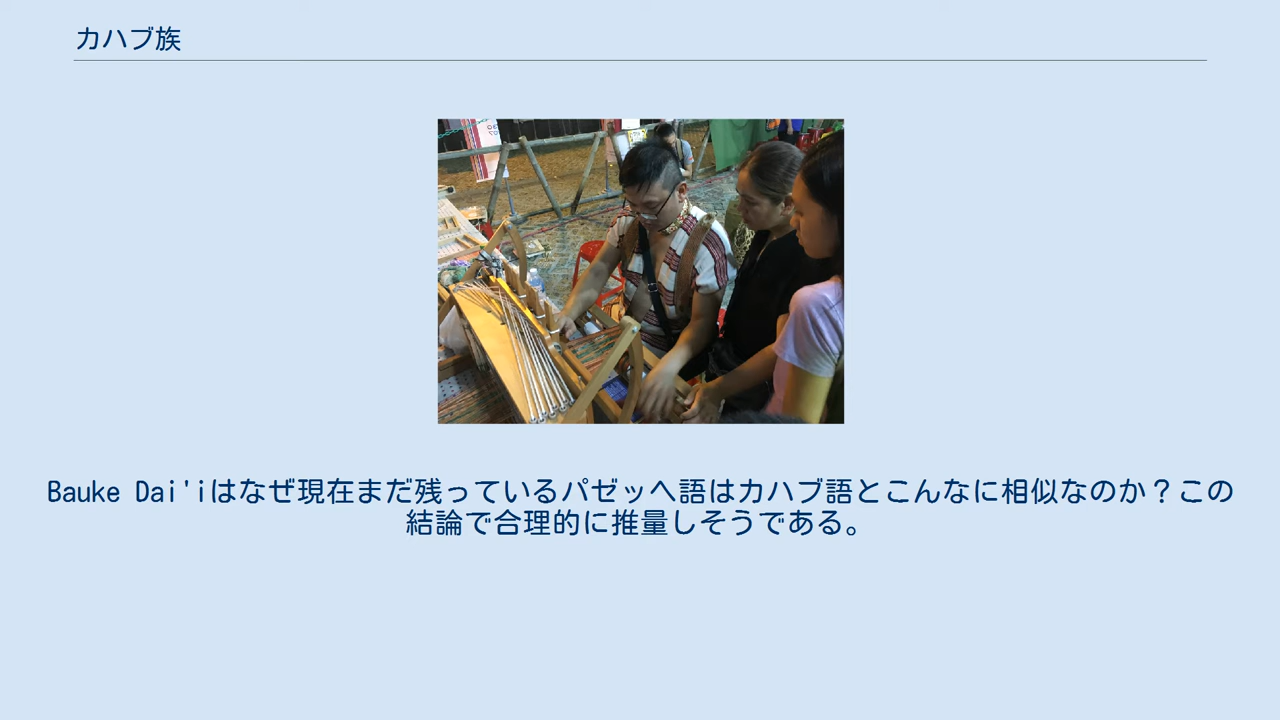 カハブ族
Bauke Dai'iはなぜ現在まだ残っているパゼッヘ語はカハブ語とこんなに相似なのか？この
結論で合理的に推量しそうである。